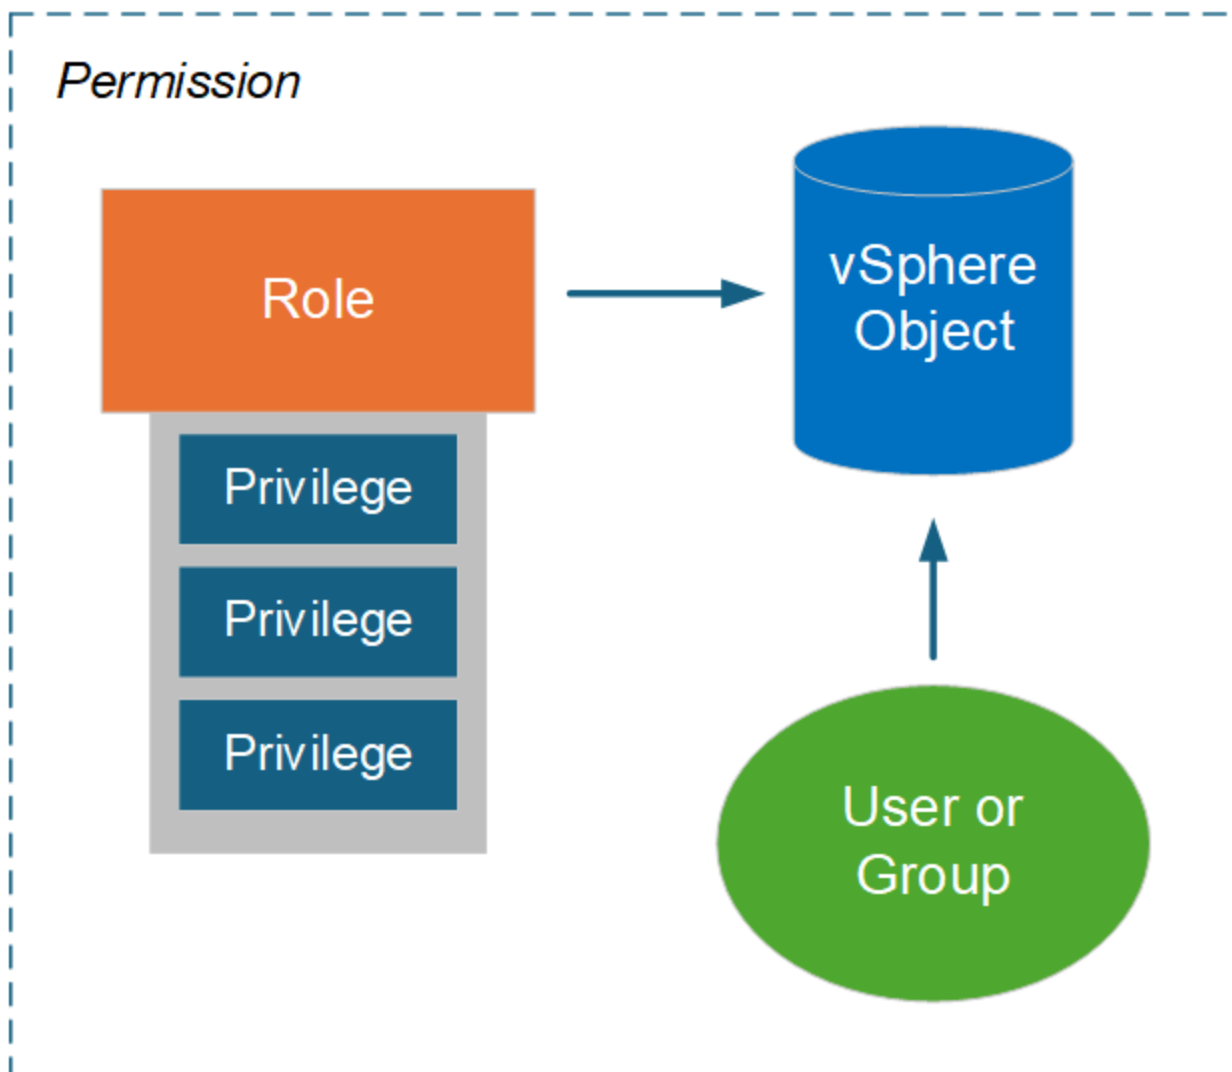 Permission
Role
vSphere
Object
Privilege
Privilege
Privilege
User or
Group